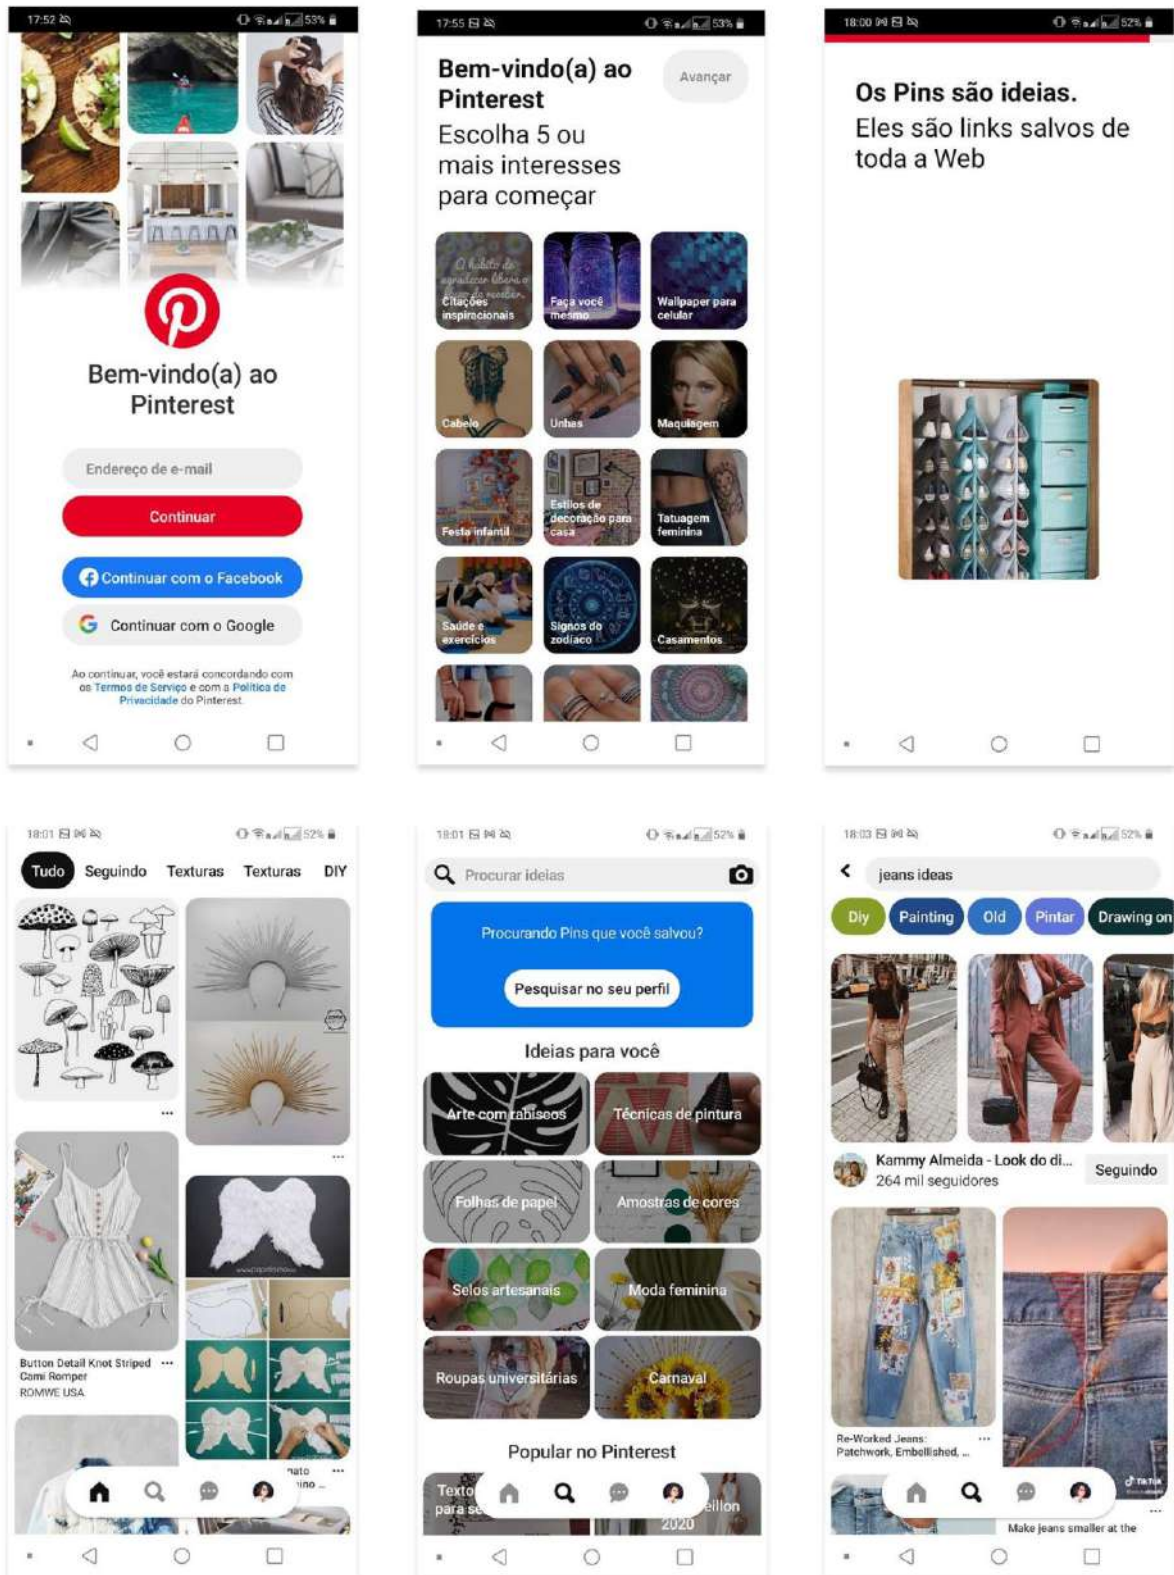 17:52
53%
Bem-vindo(a) ao
Pinterest
Endereço de e-mail
Continuar
Continuar com o Facebook
Continuar com o Google
Ao continuar, você estará concordando com
os Termos de Serviço e com a Política de
Privacidade do Pinterest.
17:55
53%
Bem-vindo(a) ao
Pinterest
Avançar
Escolha 5 ou
mais interesses
para começar
O hábito de
agradecer libera o
Citações
inspiracionais
Faça você
mesmo
Wallpaper para
celular
Cabelo
Unhas
Maquiagem
Festa infantil
Estilos de
decoração para
casa
Tatuagem
feminina
Saúde e
exercícios
Signos do
zodíaco
Casamentos
18:00
52%
Os Pins são ideias.
Eles são links salvos de
toda a Web
18:01
52%
Tudo Seguindo Texturas Texturas DIY
Button Detail Knot Striped
Cami Romper
ROMWE USA
18:01
52%
Procurar ideias
Procurando Pins que você salvou?
Pesquisar no seu perfil
Ideias para você
Arte com rabiscos
Técnicas de pintura
Folhas de papel
Amostras de cores
Selos artesanais
Moda feminina
Roupas universitárias
Carnaval
Popular no Pinterest
2020
18:03
52%
jeans ideas
Diy Painting Old Pintar Drawing on
Kammy Almeida - Look do di...
264 mil seguidores
Seguindo
Re-Worked Jeans:
Patchwork, Embellished, ...
TikTok
Make jeans smaller at the